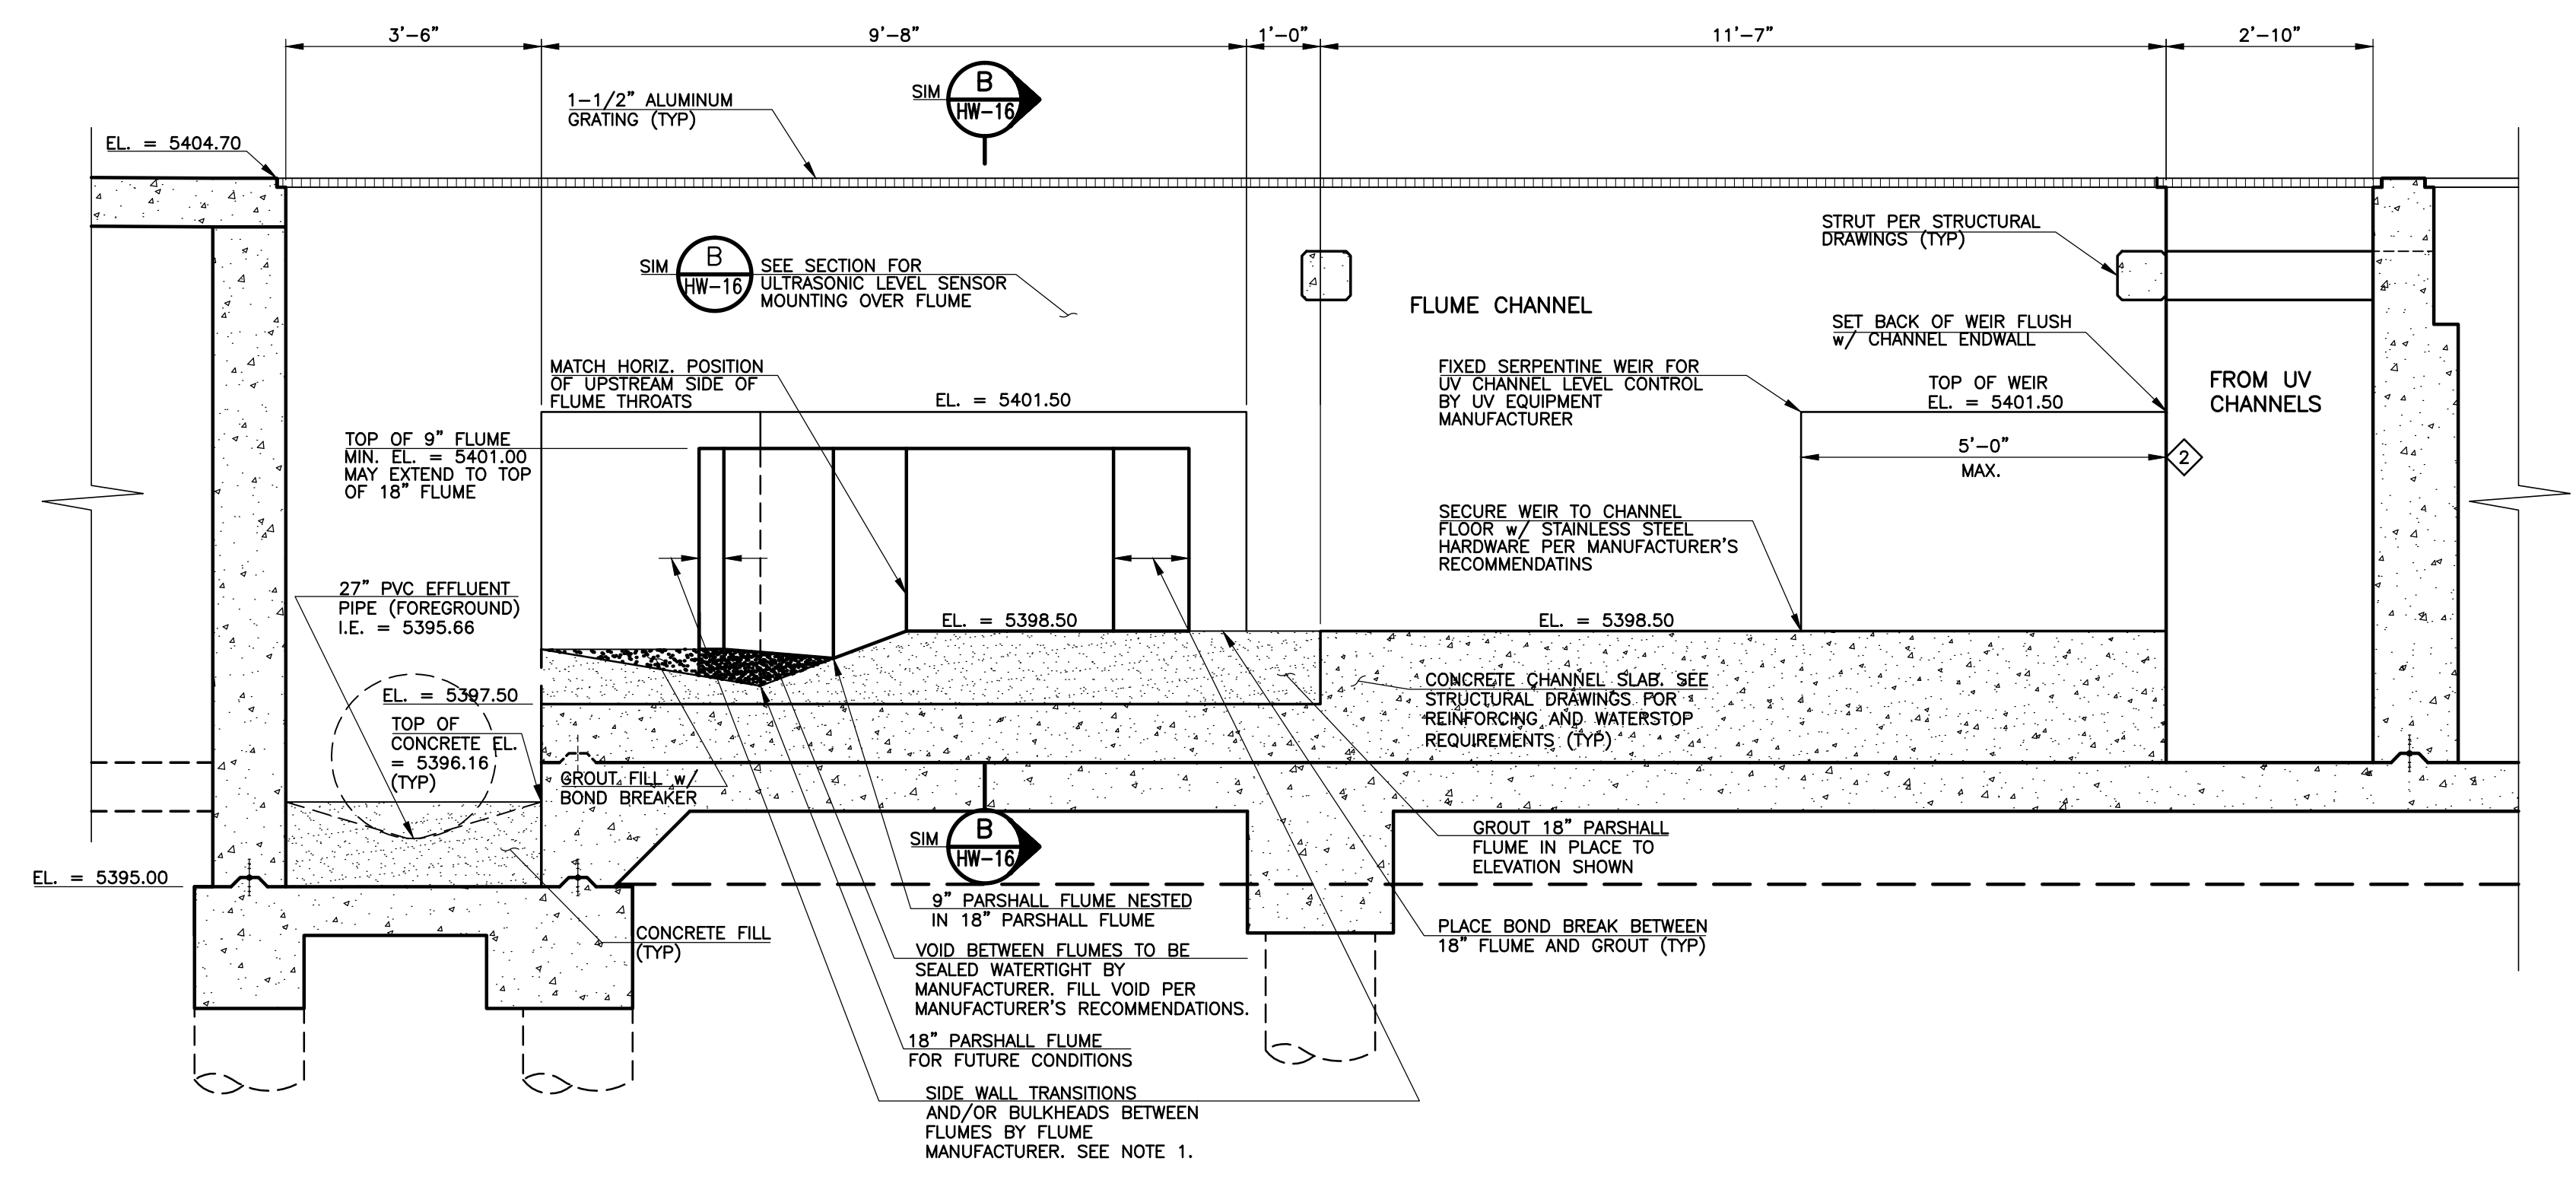 3'-6"
9'-8"
1'-0"
11'-7"
2'-10"
B
SIM
HW-16
1-1/2" ALUMINUM
GRATING (TYP)
EL. = 5404.70
STRUT PER STRUCTURAL
DRAWINGS (TYP)
B
SIM
HW-16
SEE SECTION FOR
ULTRASONIC LEVEL SENSOR
MOUNTING OVER FLUME
FLUME CHANNEL
SET BACK OF WEIR FLUSH
w/ CHANNEL ENDWALL
MATCH HORIZ. POSITION
OF UPSTREAM SIDE OF
FLUME THROATS
EL. = 5401.50
FIXED SERPENTINE WEIR FOR
UV CHANNEL LEVEL CONTROL
BY UV EQUIPMENT
MANUFACTURER
TOP OF WEIR
EL. = 5401.50
FROM UV
CHANNELS
TOP OF 9" FLUME
MIN. EL. = 5401.00
MAY EXTEND TO TOP
OF 18" FLUME
5'-0"
MAX.
2
SECURE WEIR TO CHANNEL
FLOOR w/ STAINLESS STEEL
HARDWARE PER MANUFACTURER'S
RECOMMENDATINS
27" PVC EFFLUENT
PIPE (FOREGROUND)
I.E. = 5395.66
EL. = 5398.50
EL. = 5398.50
EL. = 5397.50
TOP OF
CONCRETE EL.
= 5396.16
(TYP)
CONCRETE CHANNEL SLAB. SEE
STRUCTURAL DRAWINGS FOR
REINFORCING AND WATERSTOP
REQUIREMENTS (TYP)
GROUT FILL w/
BOND BREAKER
B
SIM
HW-16
GROUT 18" PARSHALL
FLUME IN PLACE TO
ELEVATION SHOWN
EL. = 5395.00
9" PARSHALL FLUME NESTED
IN 18" PARSHALL FLUME
CONCRETE FILL
(TYP)
PLACE BOND BREAK BETWEEN
18" FLUME AND GROUT (TYP)
VOID BETWEEN FLUMES TO BE
SEALED WATERTIGHT BY
MANUFACTURER. FILL VOID PER
MANUFACTURER'S RECOMMENDATIONS.
18" PARSHALL FLUME
FOR FUTURE CONDITIONS
SIDE WALL TRANSITIONS
AND/OR BULKHEADS BETWEEN
FLUMES BY FLUME
MANUFACTURER. SEE NOTE 1.